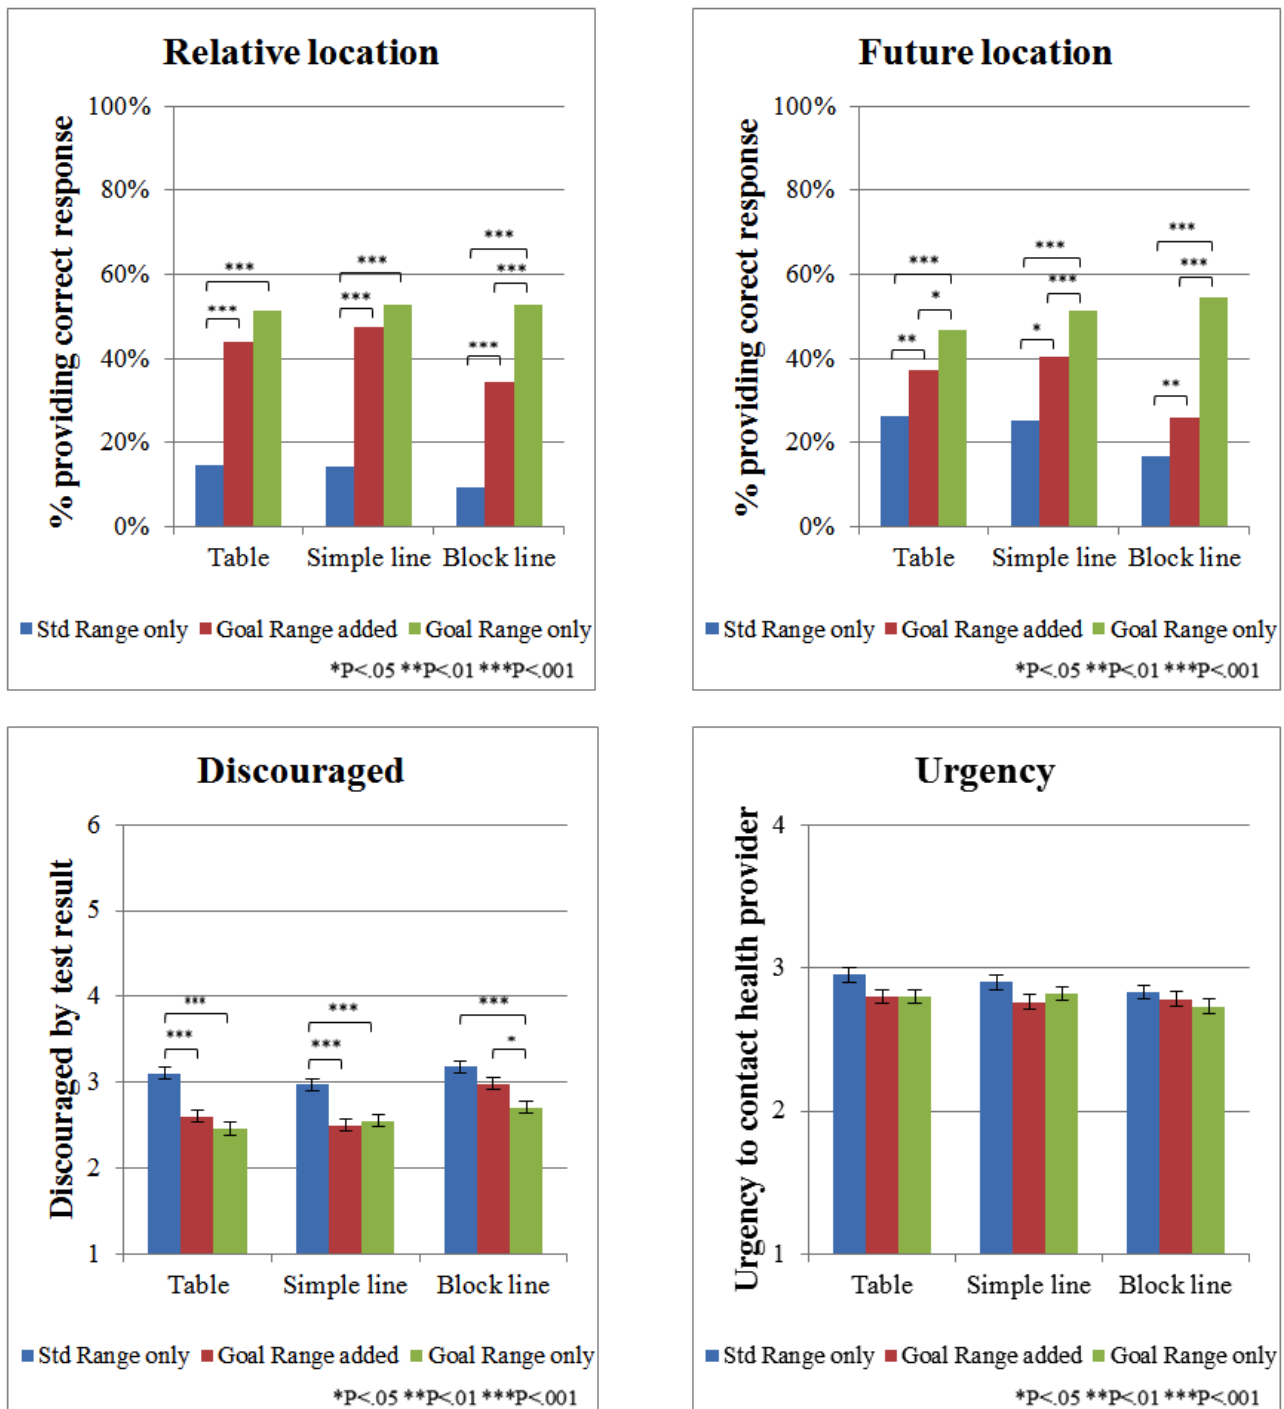 Relative location
% providing correct response
100%
80%
60%
40%
20%
0%
***
***
***
***
***
***
***
Table Simple line Block line
Std Range only Goal Range added Goal Range only
*P<.05 **P<.01 ***P<.001
Future location
% providing corect response
100%
80%
60%
40%
20%
0%
***
*
**
***
***
*
***
***
**
Table Simple line Block line
Std Range only Goal Range added Goal Range only
*P<.05 **P<.01 ***P<.001
Discouraged
Discouraged by test result
6
5
4
3
2
1
***
***
***
***
***
*
Table Simple line Block line
Std Range only Goal Range added Goal Range only
*P<.05 **P<.01 ***P<.001
Urgency
Urgency to contact health provider
4
3
2
1
Table Simple line Block line
Std Range only Goal Range added Goal Range only
*P<.05 **P<.01 ***P<.001